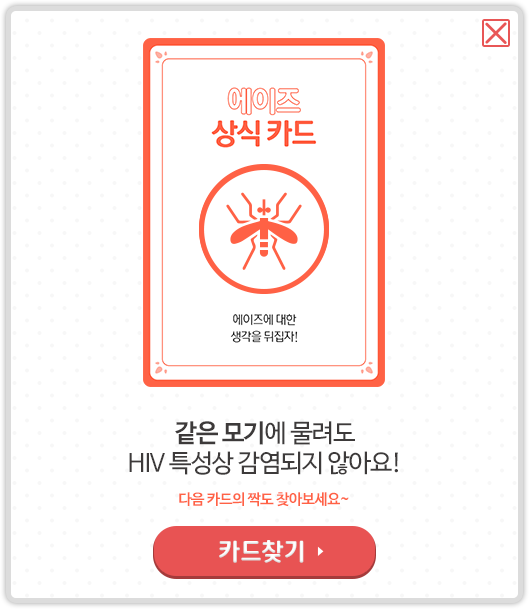 에이즈
상식 카드
에이즈에 대한
생각을 뒤집자!
같은 모기에 물려도
HIV 특성상 감염되지 않아요!
다음 카드의 짝도 찾아보세요~
카드찾기